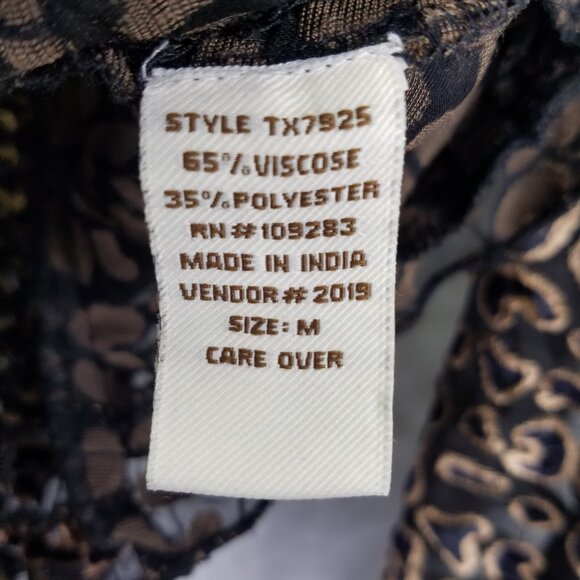 STYLE TX7925
65% VISCOSE
35% POLYESTER
RN# 109283
MADE IN INDIA
VENDOR# 2019
SIZE: M
CARE OVER